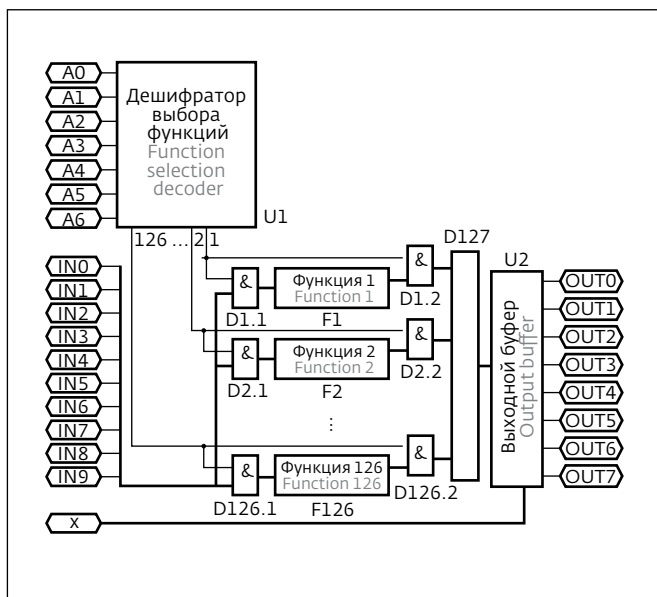 A0
A1
A2
A3
A4
A5
A6
Дешифратор
выбора
функций
Function
selection
decoder
U1
126 ... 2 1
IN0
IN1
IN2
IN3
IN4
IN5
IN6
IN7
IN8
IN9
x
&
D1.1
Функция 1
Function 1
F1
&
D1.2
&
D2.1
Функция 2
Function 2
F2
&
D2.2
...
&
D126.1
Функция 126
Function 126
F126
&
D126.2
D127
U2
Выходной буфер
Output buffer
OUT0
OUT1
OUT2
OUT3
OUT4
OUT5
OUT6
OUT7